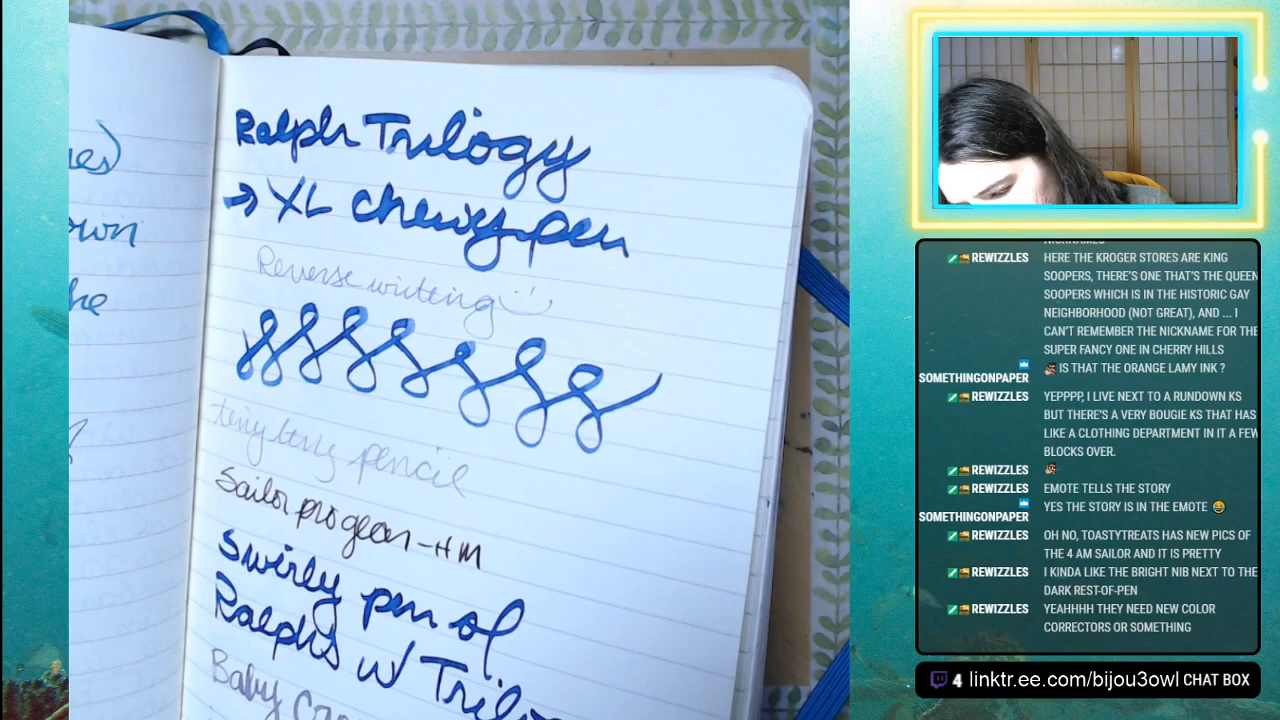 Ralph Trilogy
→ XL chewy pen
Reverse writting :)
teiny tiny pencil
Sailor pro gear - HM
Swirly pen of
Ralph's w/ Trilo
Baby
own
he
NICKNAMES
REWIZZLES HERE THE KROGER STORES ARE KING
SOOPERS, THERE'S ONE THAT'S THE QUEEN
SOOPERS WHICH IS IN THE HISTORIC GAY
NEIGHBORHOOD (NOT GREAT), AND ... I
CAN'T REMEMBER THE NICKNAME FOR THE
SUPER FANCY ONE IN CHERRY HILLS
SOMETHINGONPAPER IS THAT THE ORANGE LAMY INK ?
REWIZZLES YEPPPP, I LIVE NEXT TO A RUNDOWN KS
BUT THERE'S A VERY BOUGIE KS THAT HAS
LIKE A CLOTHING DEPARTMENT IN IT A FEW
BLOCKS OVER.
REWIZZLES
REWIZZLES EMOTE TELLS THE STORY
SOMETHINGONPAPER YES THE STORY IS IN THE EMOTE 😂
REWIZZLES OH NO, TOASTYTREATS HAS NEW PICS OF
THE 4 AM SAILOR AND IT IS PRETTY
REWIZZLES I KINDA LIKE THE BRIGHT NIB NEXT TO THE
DARK REST-OF-PEN
REWIZZLES YEAHHHH THEY NEED NEW COLOR
CORRECTORS OR SOMETHING
4 linktr.ee.com/bijou3owl CHAT BOX